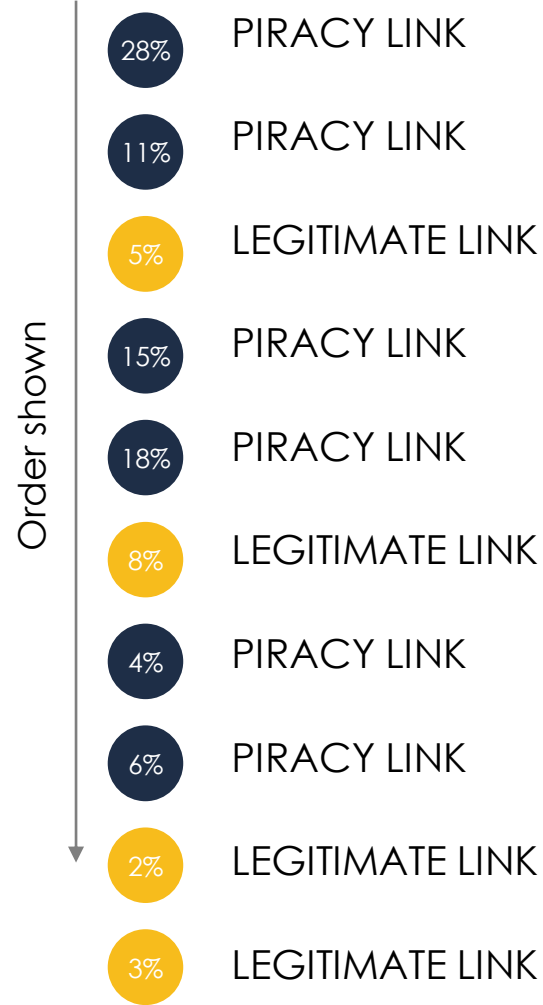 Order shown
28% PIRACY LINK
11% PIRACY LINK
5% LEGITIMATE LINK
15% PIRACY LINK
18% PIRACY LINK
8% LEGITIMATE LINK
4% PIRACY LINK
6% PIRACY LINK
2% LEGITIMATE LINK
3% LEGITIMATE LINK